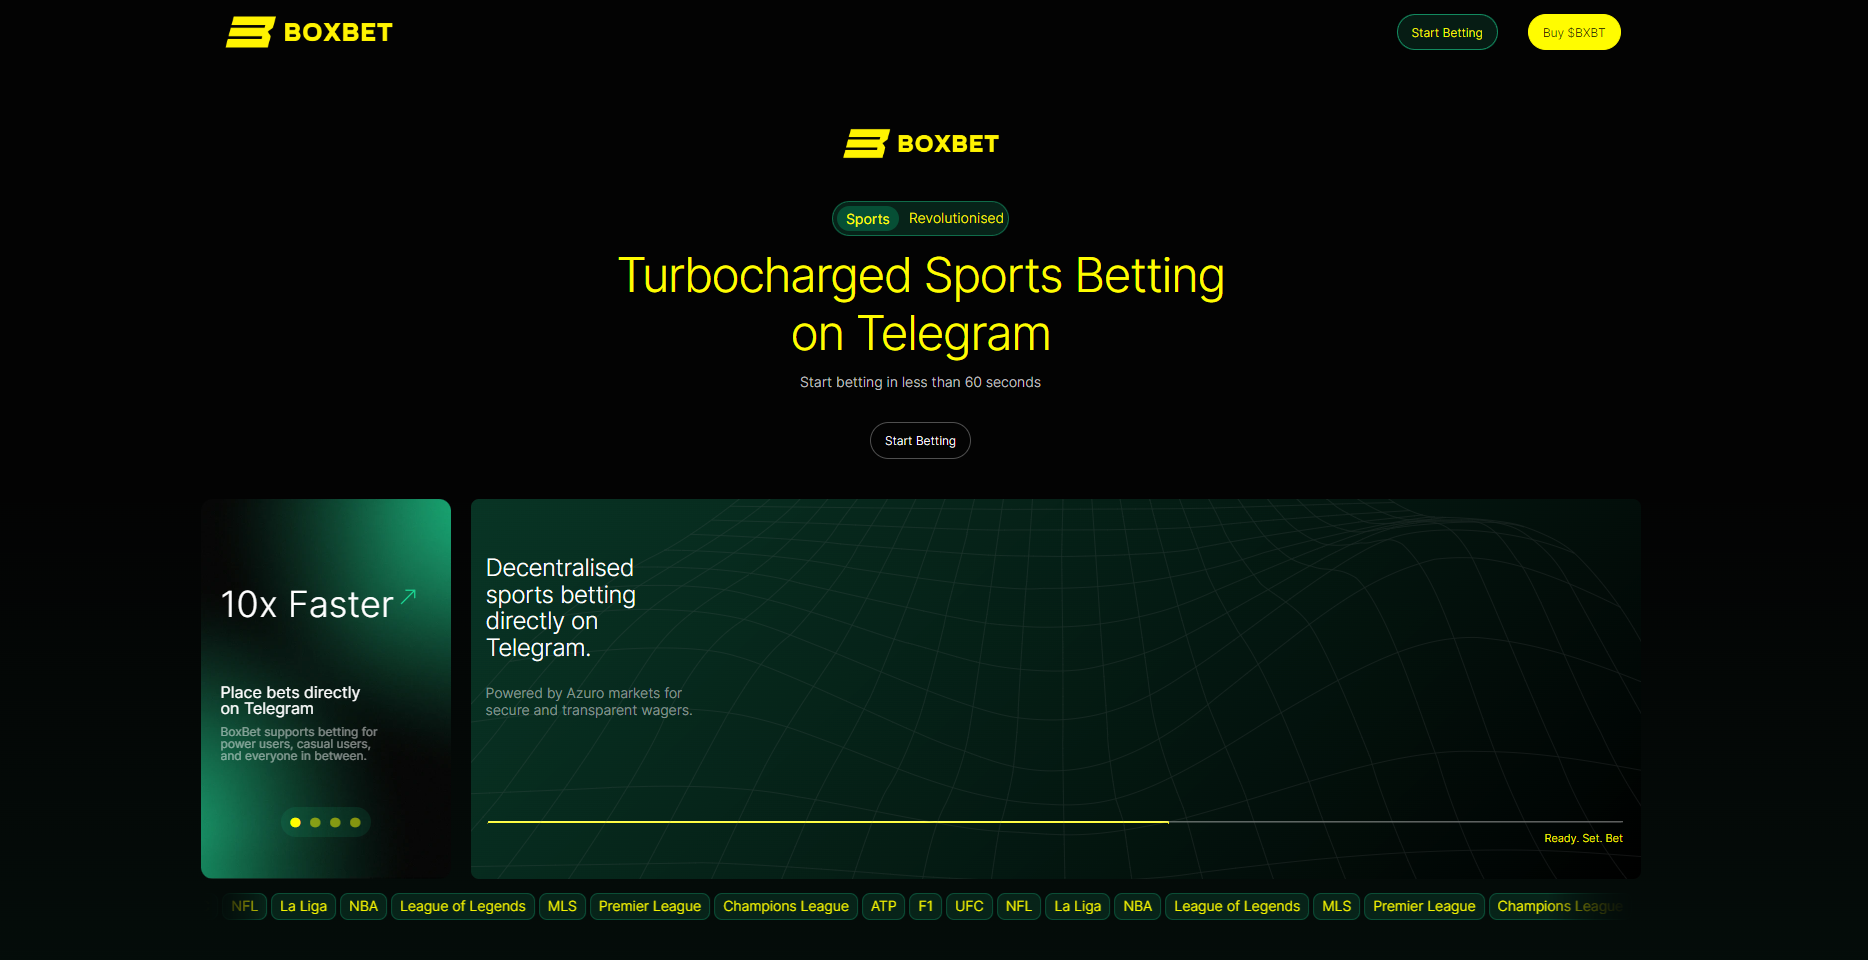 BOXBET
Start Betting
Buy $BXBT
BOXBET
Sports Revolutionised
Turbocharged Sports Betting
on Telegram
Start betting in less than 60 seconds
Start Betting
10x Faster
Place bets directly
on Telegram
BoxBet supports betting for
power users, casual users,
and everyone in between.
Decentralised
sports betting
directly on
Telegram.
Powered by Azuro markets for
secure and transparent wagers.
Ready. Set. Bet
NFL La Liga NBA League of Legends MLS Premier League Champions League ATP F1 UFC NFL La Liga NBA League of Legends MLS Premier League Champions League